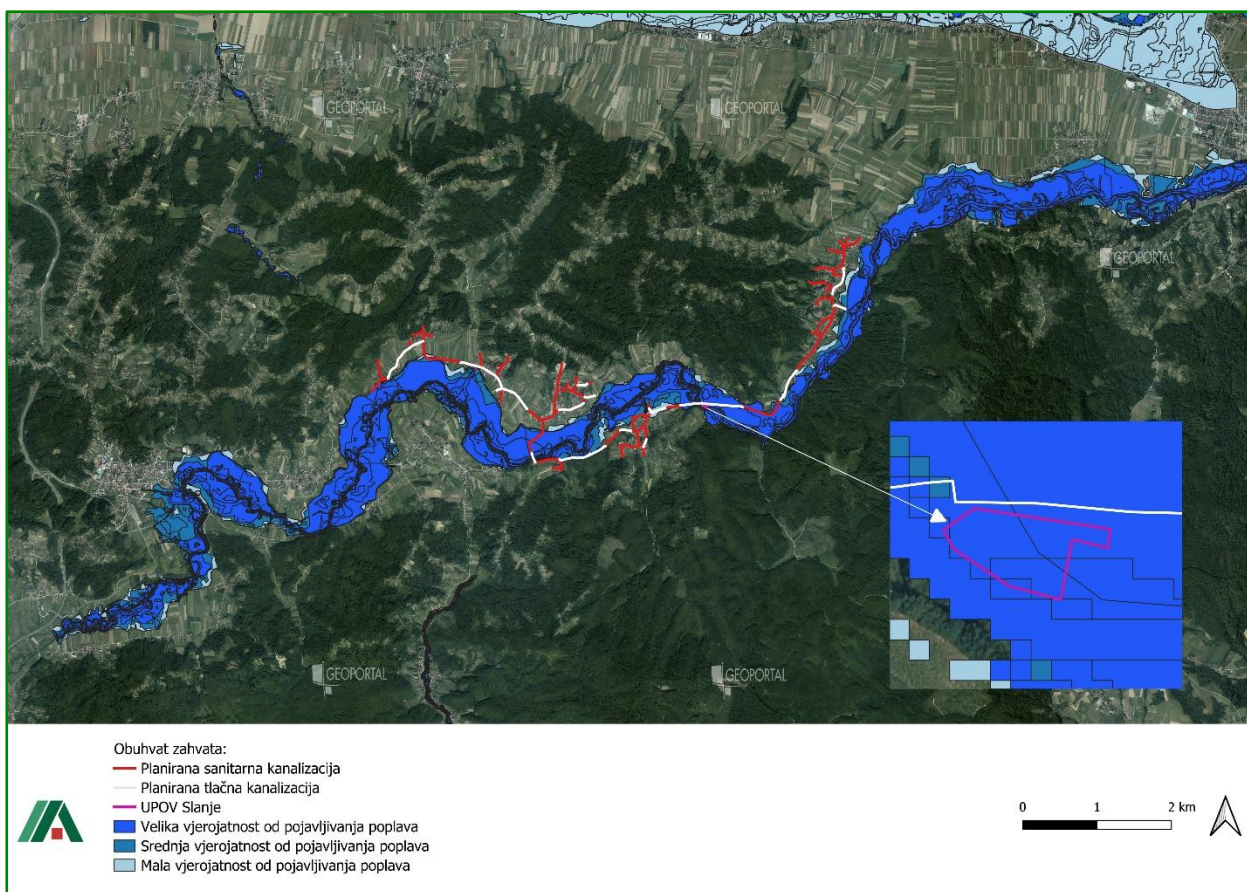 GEOPORTAL
GEOPORTAL
GEOPORTAL
GEOPORTAL
GEOPORTAL
Obuhvat zahvata:
Planirana sanitarna kanalizacija
Planirana tlačna kanalizacija
UPOV Slanje
Velika vjerojatnost od pojavljivanja poplava
Srednja vjerojatnost od pojavljivanja poplava
Mala vjerojatnost od pojavljivanja poplava
0 1 2 km